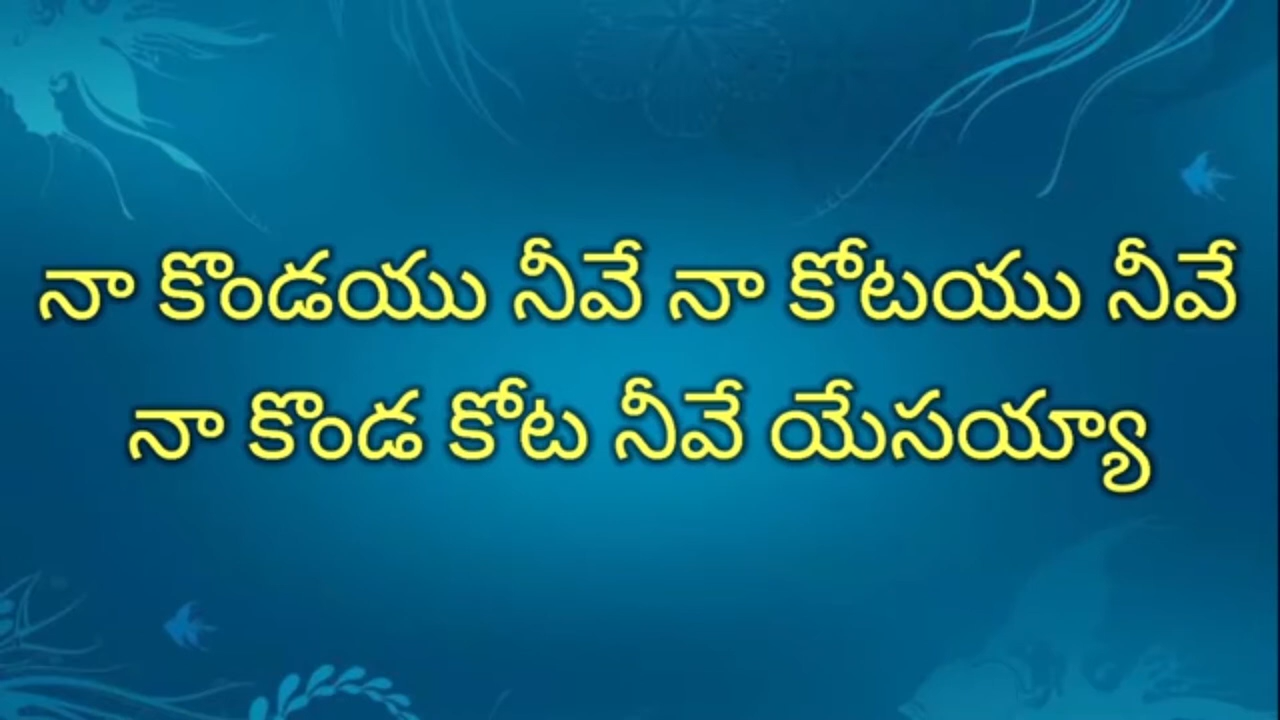 నా కొండయు నీవే నా కోటయు నీవే
నా కొండ కోట నీవే యేసయ్యా